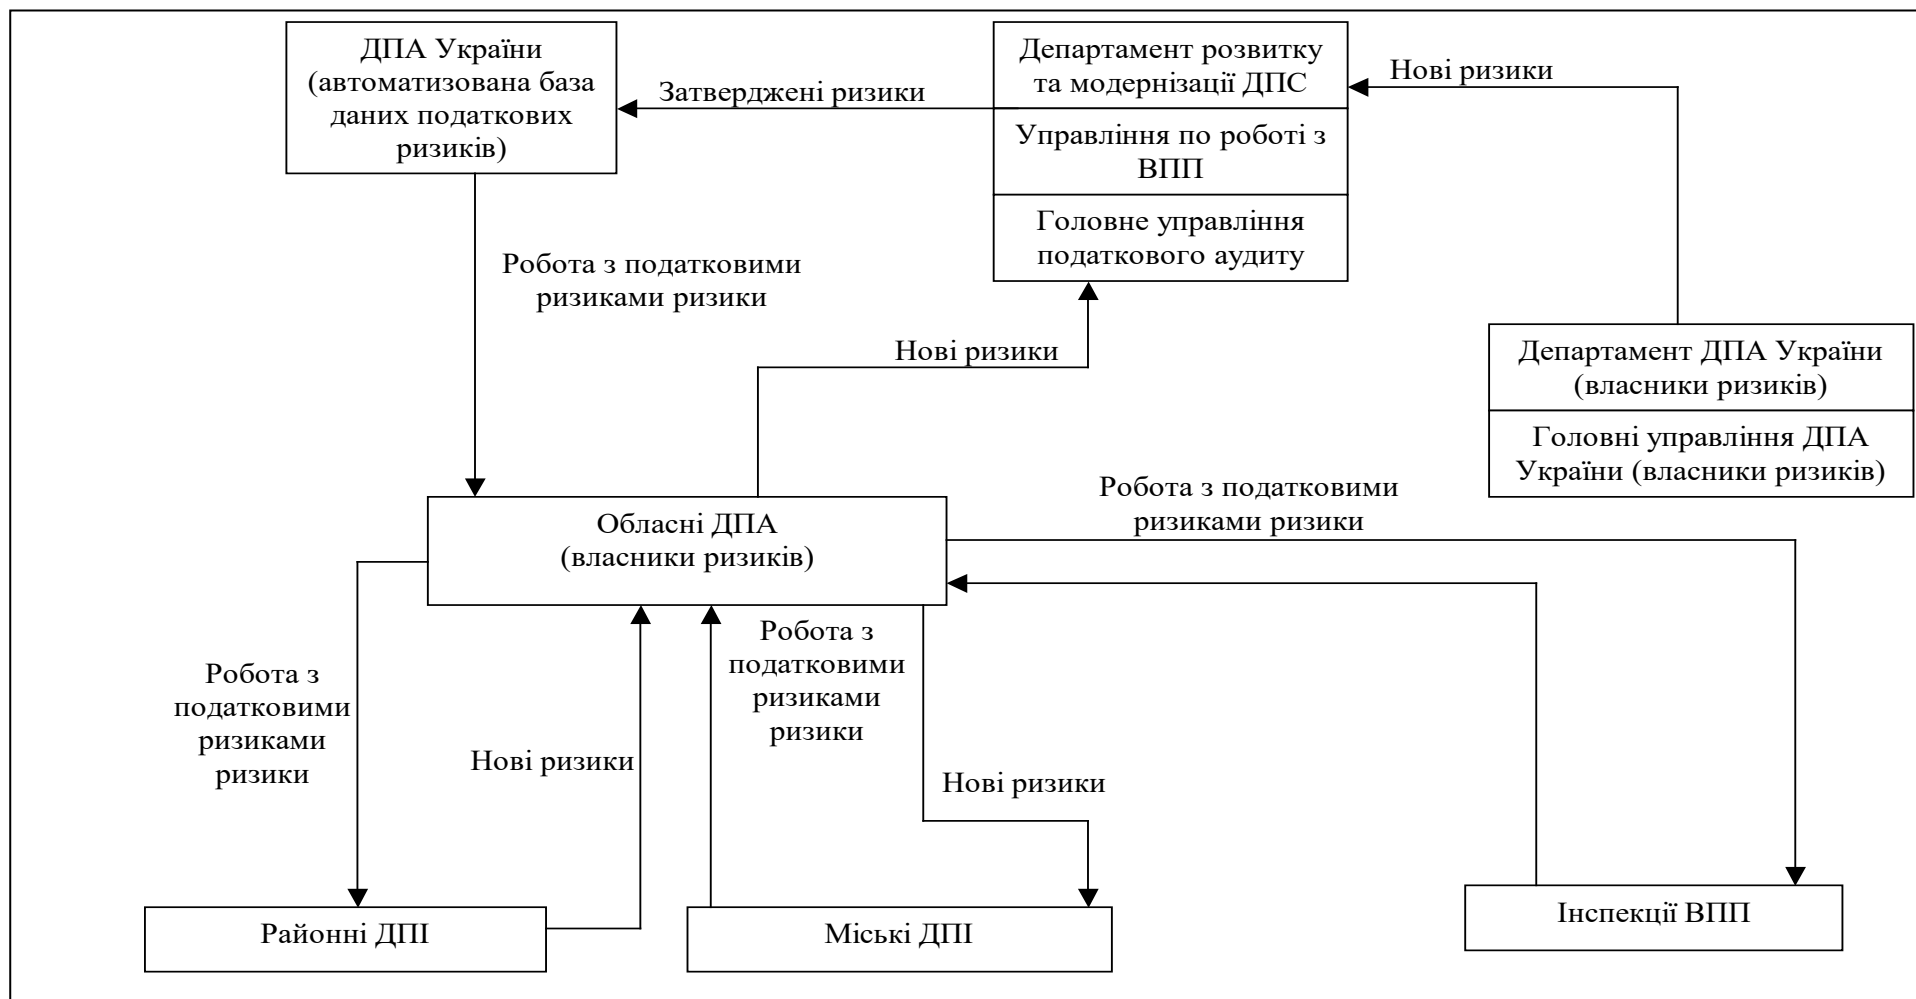 ДПА України
(автоматизована база
даних податкових
ризиків)
Затверджені ризики
Департамент розвитку
та модернізації ДПС
Управління по роботі з
ВПП
Головне управління
податкового аудиту
Нові ризики
Робота з податковими
ризиками ризики
Нові ризики
Департамент ДПА України
(власники ризиків)
Головні управління ДПА
України (власники ризиків)
Робота з податковими
ризиками ризики
Обласні ДПА
(власники ризиків)
Робота з
податковими
ризиками
ризики
Нові ризики
Робота з
податковими
ризиками
ризики
Нові ризики
Районні ДПІ
Міські ДПІ
Інспекції ВПП